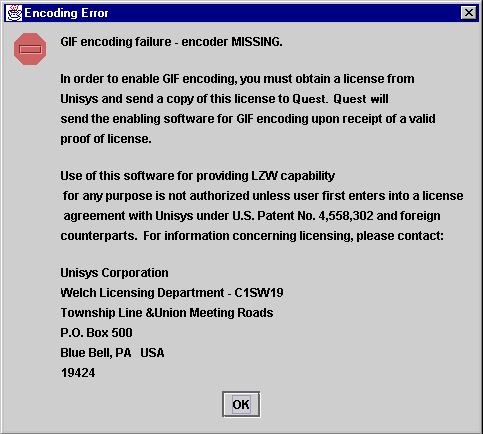 Encoding Error
GIF encoding failure - encoder MISSING.
In order to enable GIF encoding, you must obtain a license from
Unisys and send a copy of this license to Quest. Quest will
send the enabling software for GIF encoding upon receipt of a valid
proof of license.
Use of this software for providing LZW capability
for any purpose is not authorized unless user first enters into a license
agreement with Unisys under U.S. Patent No. 4,558,302 and foreign
counterparts. For information concerning licensing, please contact:
Unisys Corporation
Welch Licensing Department - C1SW19
Township Line &Union Meeting Roads
P.O. Box 500
Blue Bell, PA USA
19424
OK